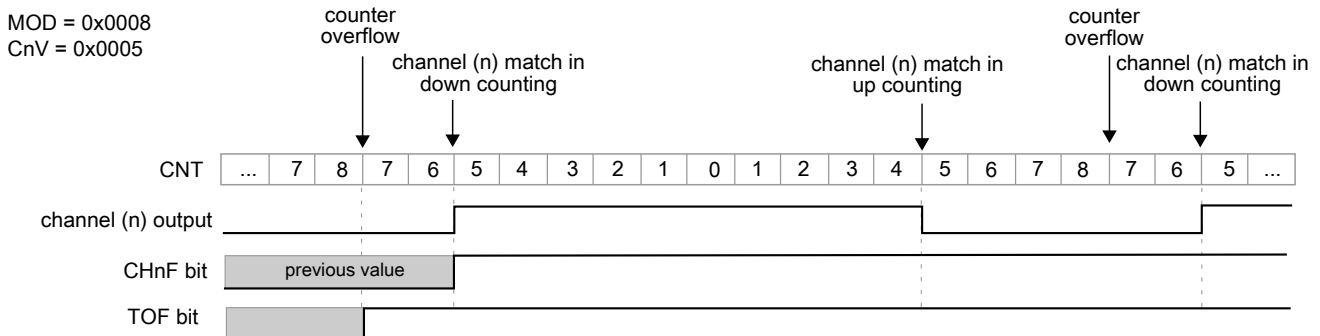 MOD = 0x0008
CnV = 0x0005
counter
overflow
channel (n) match in
down counting
channel (n) match in
up counting
counter
overflow
channel (n) match in
down counting
CNT ... 7 8 7 6 5 4 3 2 1 0 1 2 3 4 5 6 7 8 7 6 5 ...
channel (n) output
CHnF bit previous value
TOF bit